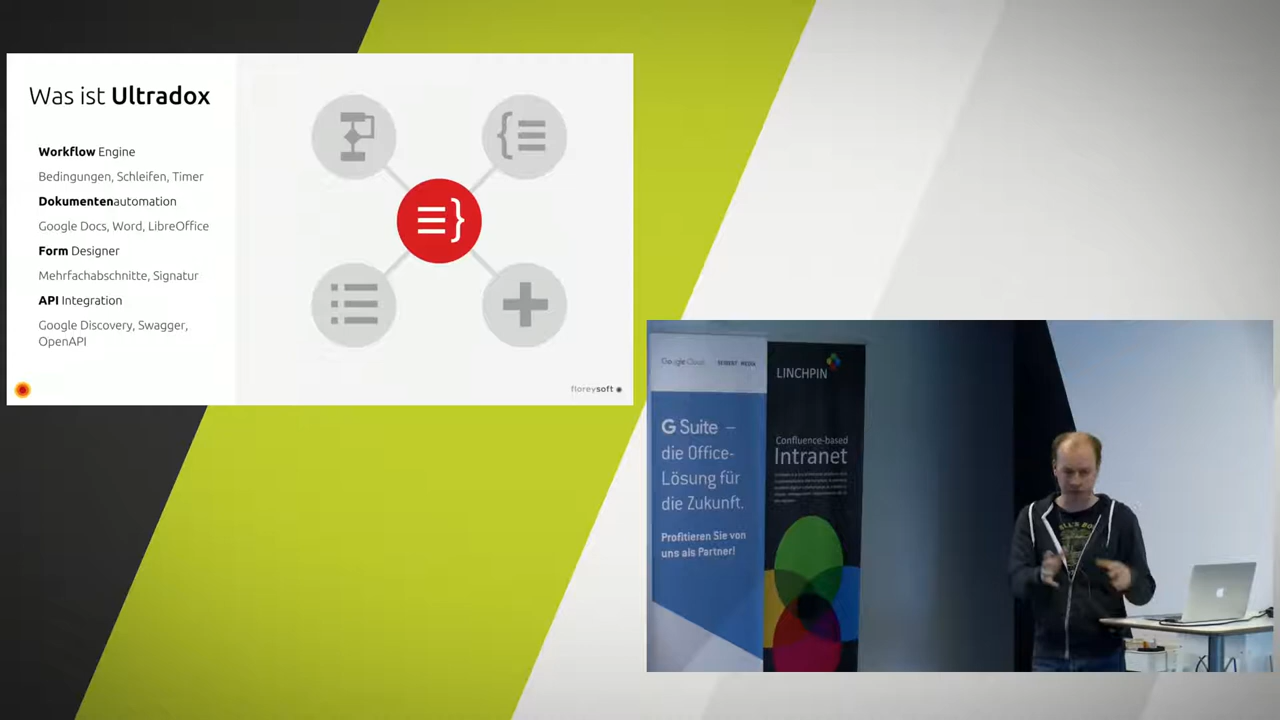 Was ist Ultradox
Workflow Engine
Bedingungen, Schleifen, Timer
Dokumentenautomation
Google Docs, Word, LibreOffice
Form Designer
Mehrfachabschnitte, Signatur
API Integration
Google Discovery, Swagger,
OpenAPI
floreysoft
Google Cloud
SEIBERT MEDIA
G Suite –
die Office-
Lösung für
die Zukunft.
Profitieren Sie von
uns als Partner!
LINCHPIN
Confluence-based
Intranet